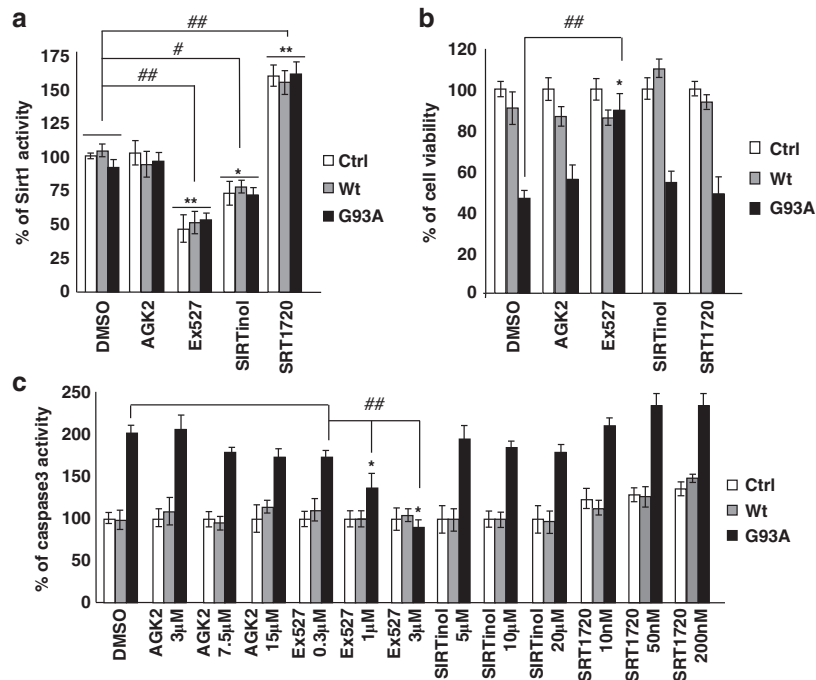 a
##
#
##
**
**
*
175
150
125
100
75
50
25
0
% of Sirt1 activity
DMSO
AGK2
Ex527
SIRTinol
SRT1720
Ctrl
Wt
G93A
b
##
*
120
100
80
60
40
20
0
% of cell viability
DMSO
AGK2
Ex527
SIRTinol
SRT1720
Ctrl
Wt
G93A
c
##
*
*
250
200
150
100
50
0
% of caspase3 activity
DMSO
AGK2
3µM
AGK2
7.5µM
AGK2
15µM
Ex527
0.3µM
Ex527
1µM
Ex527
3µM
SIRTinol
5µM
SIRTinol
10µM
SIRTinol
20µM
SRT1720
10nM
SRT1720
50nM
SRT1720
200nM
Ctrl
Wt
G93A